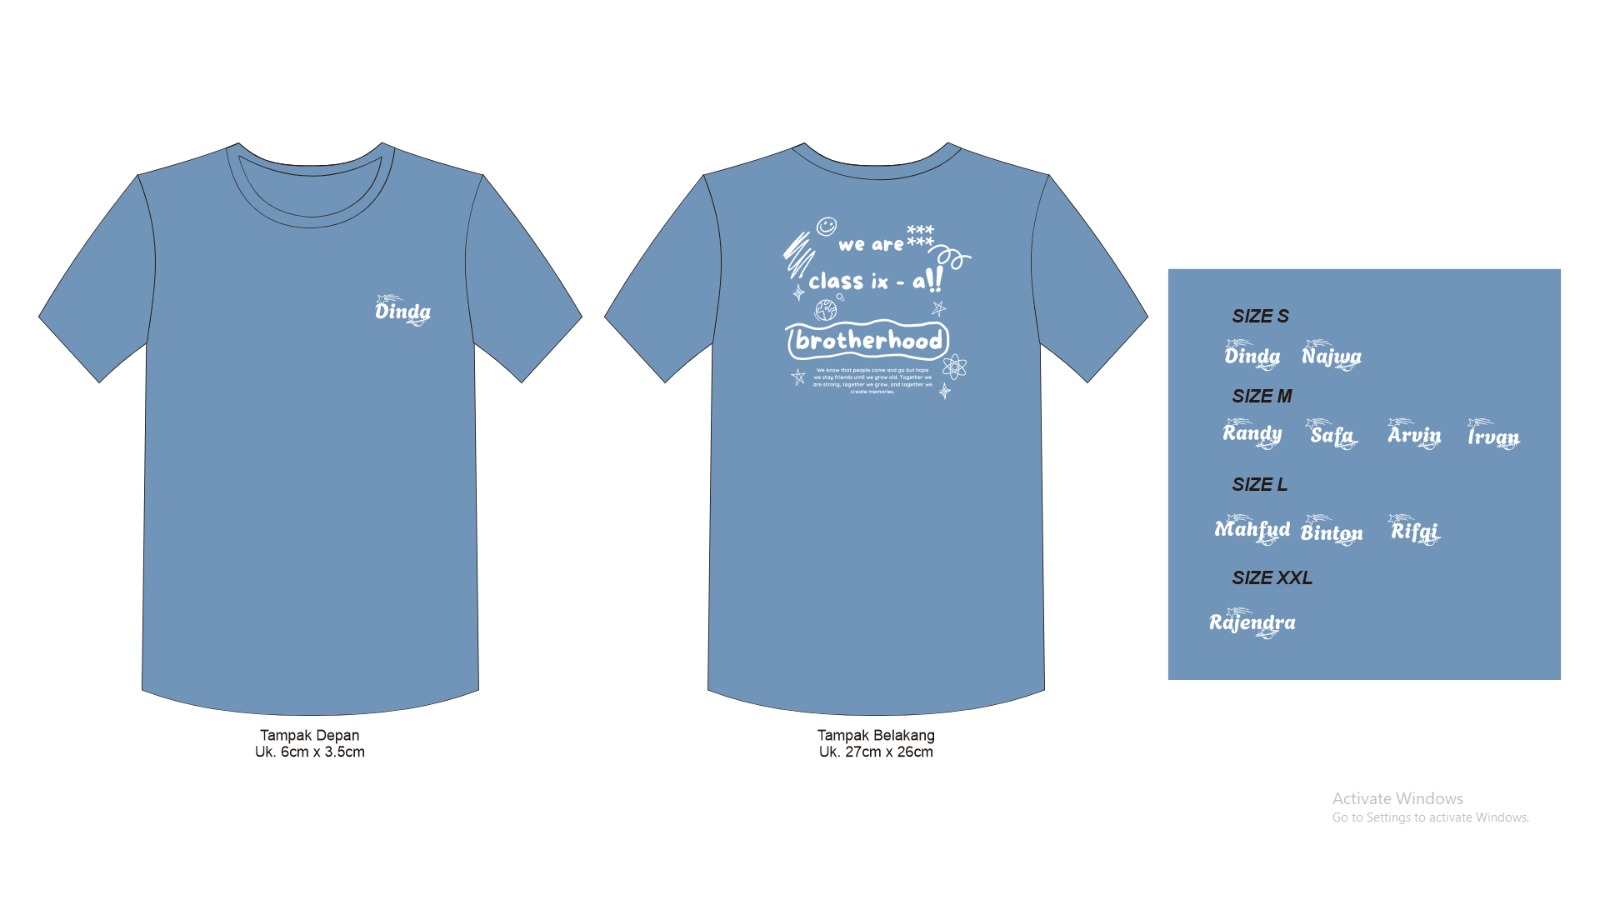 Dinda
we are
class ix - a!!
brotherhood
We know that people come and go but hope
we stay friends until we grow old. Together we
are strong, together we grow, and together we
create memories.
Tampak Depan
Uk. 6cm x 3.5cm
Tampak Belakang
Uk. 27cm x 26cm
SIZE S
Dinda Najwa
SIZE M
Randy Safa Arvin Irvan
SIZE L
Mahfud Binton Rifqi
SIZE XXL
Rajendra
Activate Windows
Go to Settings to activate Windows.